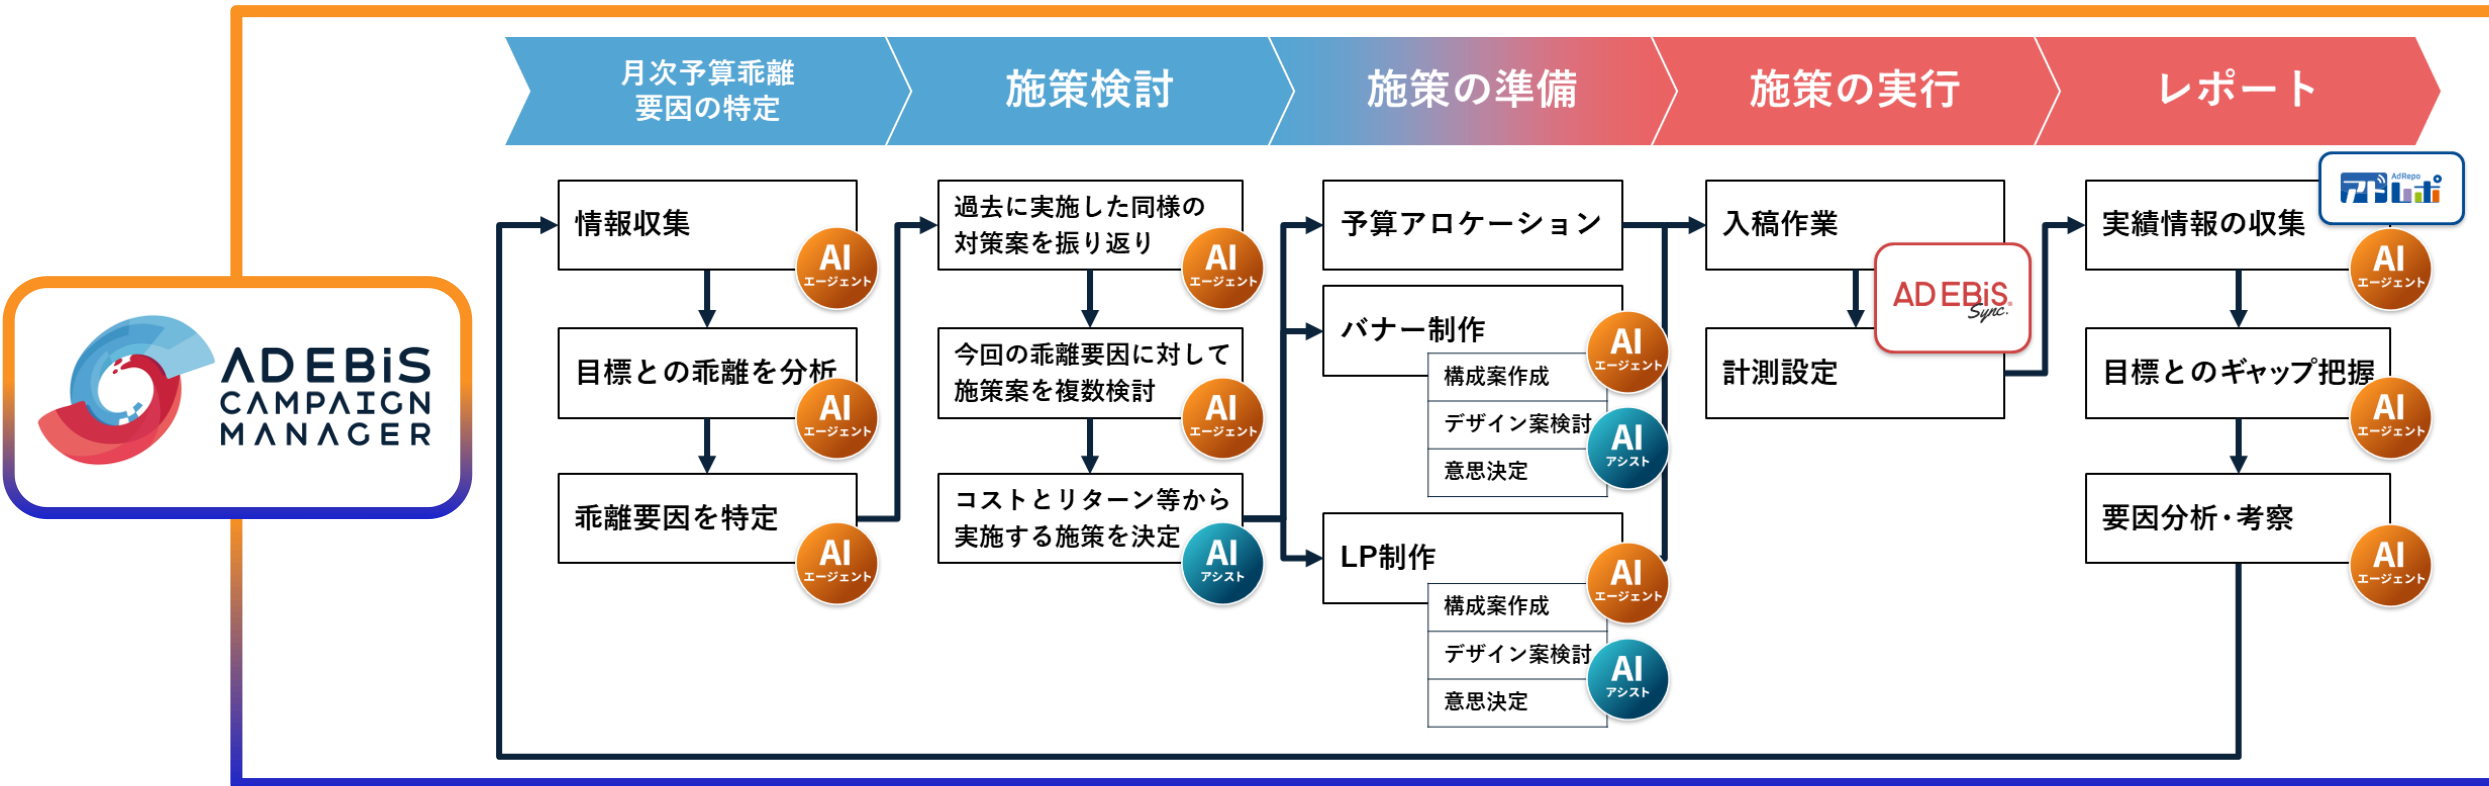 月次予算乖離
要因の特定
施策検討
施策の準備
施策の実行
レポート
ADEBiS
CAMPAIGN
MANAGER
情報収集
AI
エージェント
目標との乖離を分析
AI
エージェント
乖離要因を特定
AI
エージェント
過去に実施した同様の
対策案を振り返り
AI
エージェント
今回の乖離要因に対して
施策案を複数検討
AI
エージェント
コストとリターン等から
実施する施策を決定
AI
アシスト
予算アロケーション
バナー制作
AI
エージェント
構成案作成
デザイン案検討
AI
アシスト
意思決定
LP制作
AI
エージェント
構成案作成
デザイン案検討
AI
アシスト
意思決定
入稿作業
AD EBiS®
Sync.
計測設定
AdRepo
アドレポ
実績情報の収集
AI
エージェント
目標とのギャップ把握
AI
エージェント
要因分析・考察
AI
エージェント